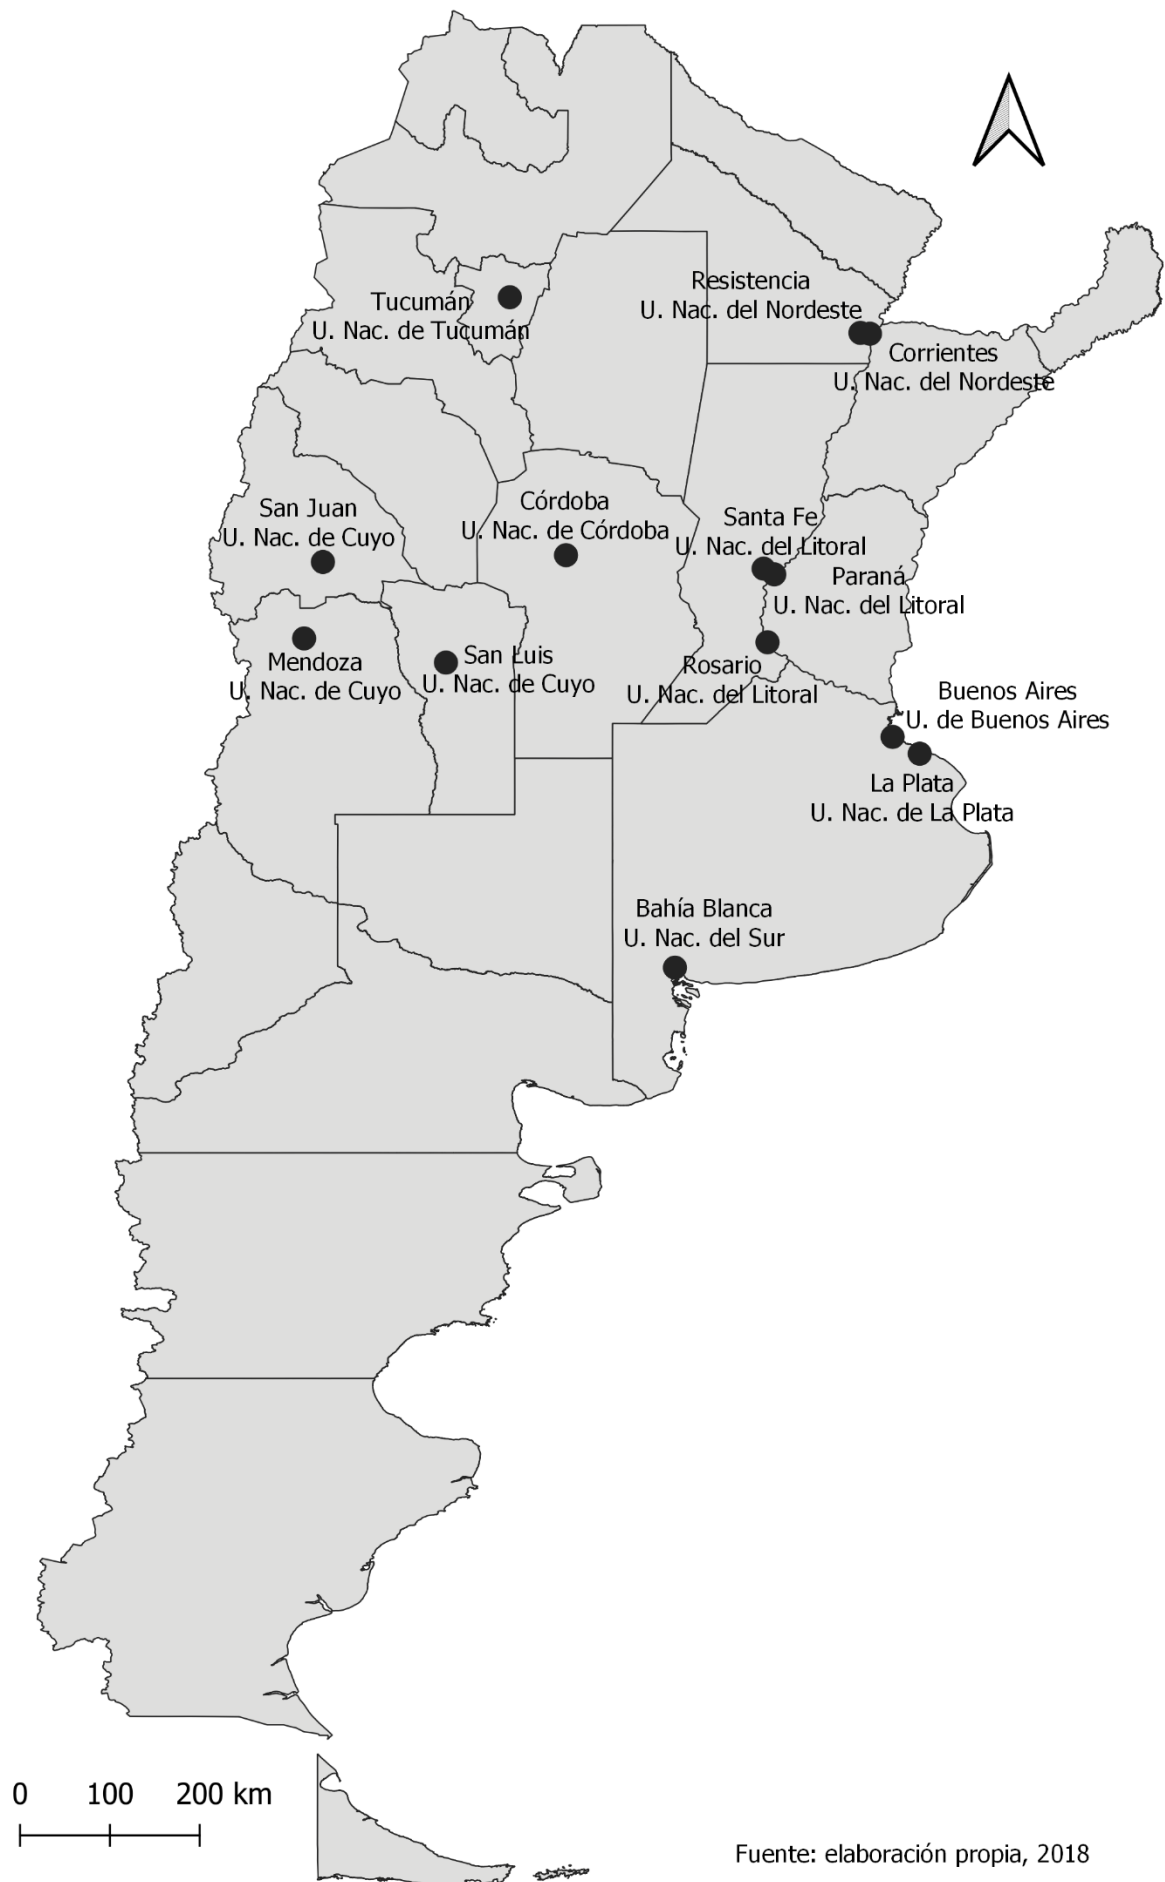 Resistencia
U. Nac. del Nordeste
Tucumán
U. Nac. de Tucumán
Corrientes
U. Nac. del Nordeste
San Juan
U. Nac. de Cuyo
Córdoba
U. Nac. de Córdoba
Santa Fe
U. Nac. del Litoral
Paraná
U. Nac. del Litoral
Mendoza
U. Nac. de Cuyo
San Luis
U. Nac. de Cuyo
Rosario
U. Nac. del Litoral
Buenos Aires
U. de Buenos Aires
La Plata
U. Nac. de La Plata
Bahía Blanca
U. Nac. del Sur
0 100 200 km
Fuente: elaboración propia, 2018